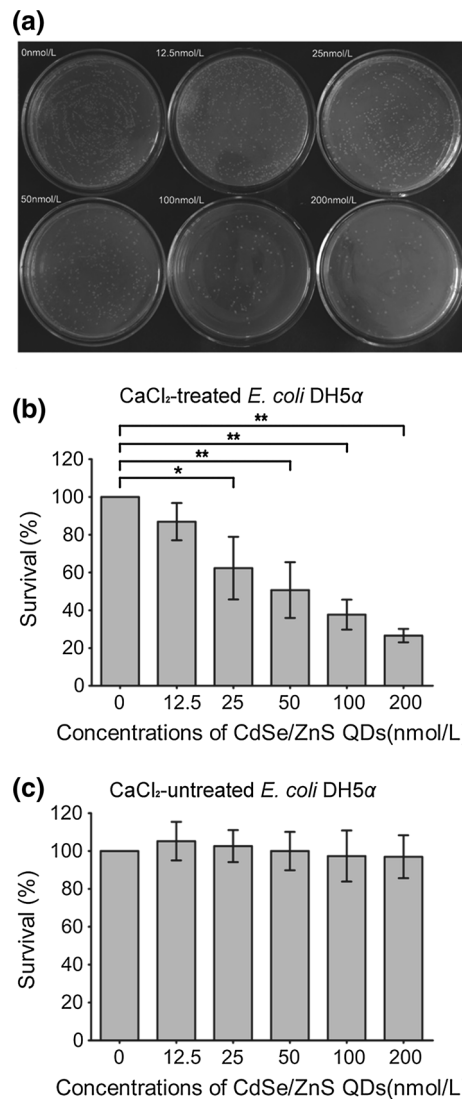 (a)
0nmol/L 12.5nmol/L 25nmol/L
50nmol/L 100nmol/L 200nmol/L
(b)
CaCl₂-treated E. coli DH5α
**
**
**
*
120
100
80
60
40
20
0
Survival (%)
0 12.5 25 50 100 200
Concentrations of CdSe/ZnS QDs(nmol/L
(c)
CaCl₂-untreated E. coli DH5α
120
100
80
60
40
20
0
Survival (%)
0 12.5 25 50 100 200
Concentrations of CdSe/ZnS QDs(nmol/L